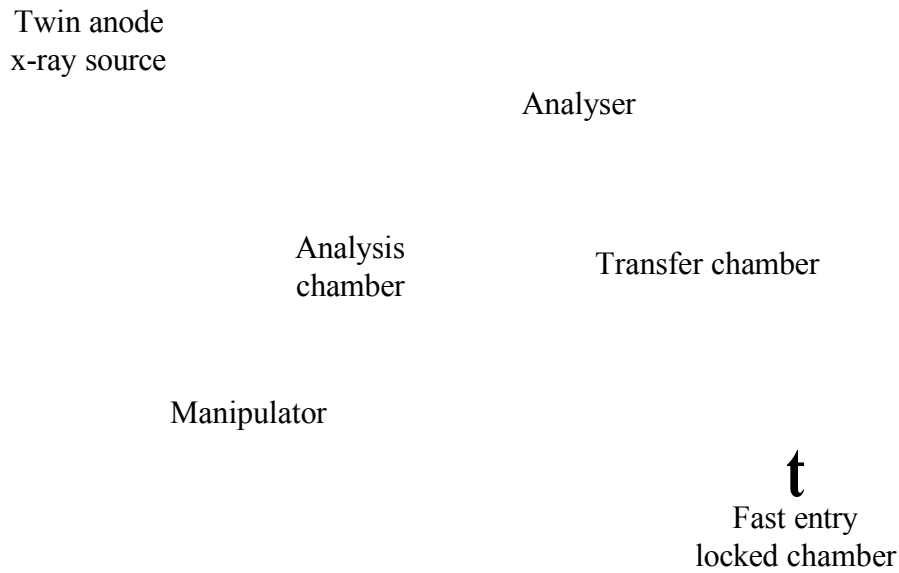 Twin anode
x-ray source
Analyser
Analysis
chamber
Transfer chamber
Manipulator
t
Fast entry
locked chamber